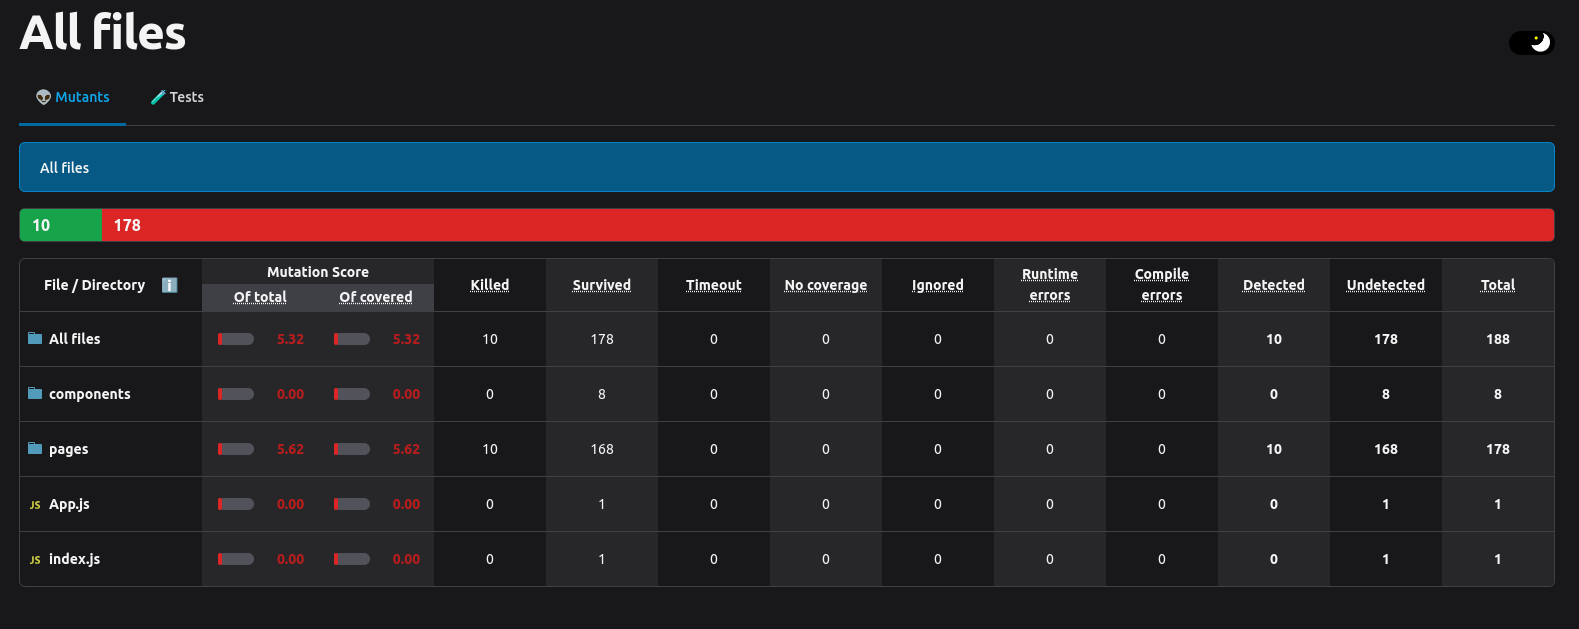 All files
👽 Mutants 🧪 Tests
All files
10 178
File / Directory ℹ️ Mutation Score Of total Of covered Killed Survived Timeout No coverage Ignored Runtime errors Compile errors Detected Undetected Total
All files 5.32 5.32 10 178 0 0 0 0 0 10 178 188
components 0.00 0.00 0 8 0 0 0 0 0 0 8 8
pages 5.62 5.62 10 168 0 0 0 0 0 10 168 178
JS App.js 0.00 0.00 0 1 0 0 0 0 0 0 1 1
JS index.js 0.00 0.00 0 1 0 0 0 0 0 0 1 1